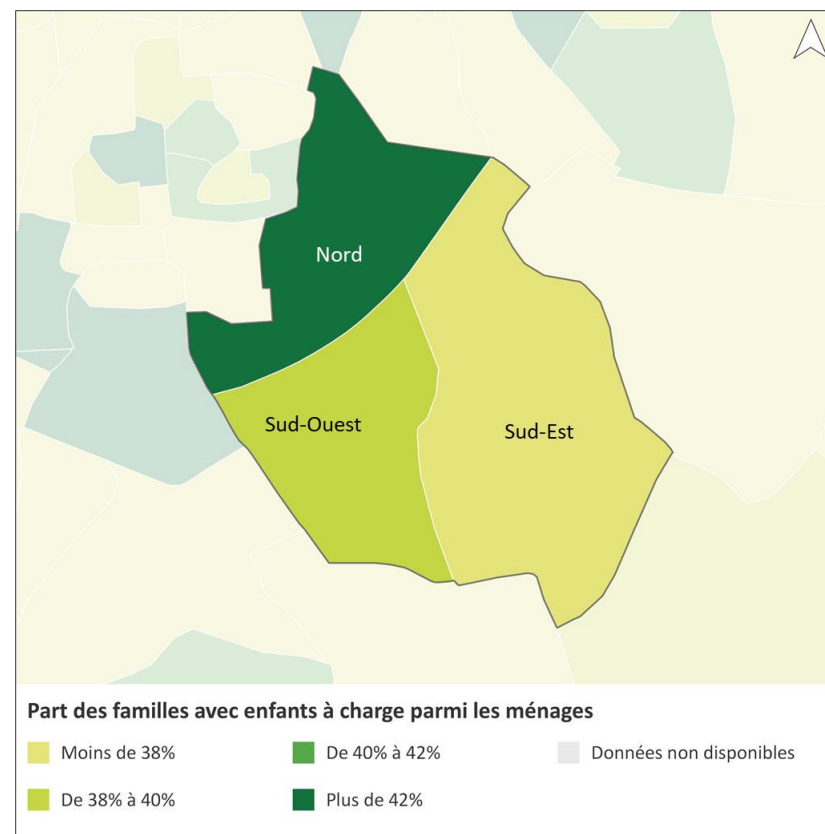 Nord
Sud-Ouest
Sud-Est
Part des familles avec enfants à charge parmi les ménages
Moins de 38%
De 40% à 42%
Données non disponibles
De 38% à 40%
Plus de 42%